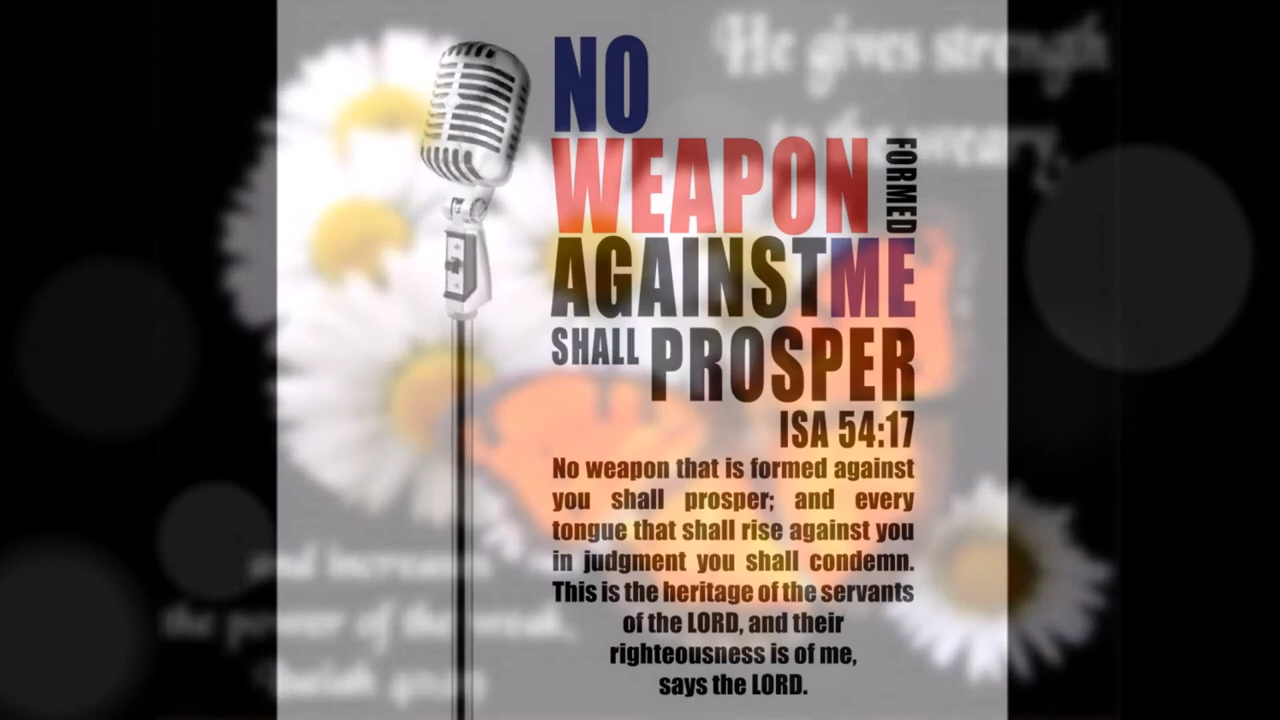 He gives strength
to the weary,
NO
WEAPON
FORMED
AGAINST ME
SHALL PROSPER
ISA 54:17
No weapon that is formed against
you shall prosper; and every
tongue that shall rise against you
in judgment you shall condemn.
This is the heritage of the servants
of the LORD, and their
righteousness is of me,
says the LORD.
and increases
the power of the weak.
Isaiah